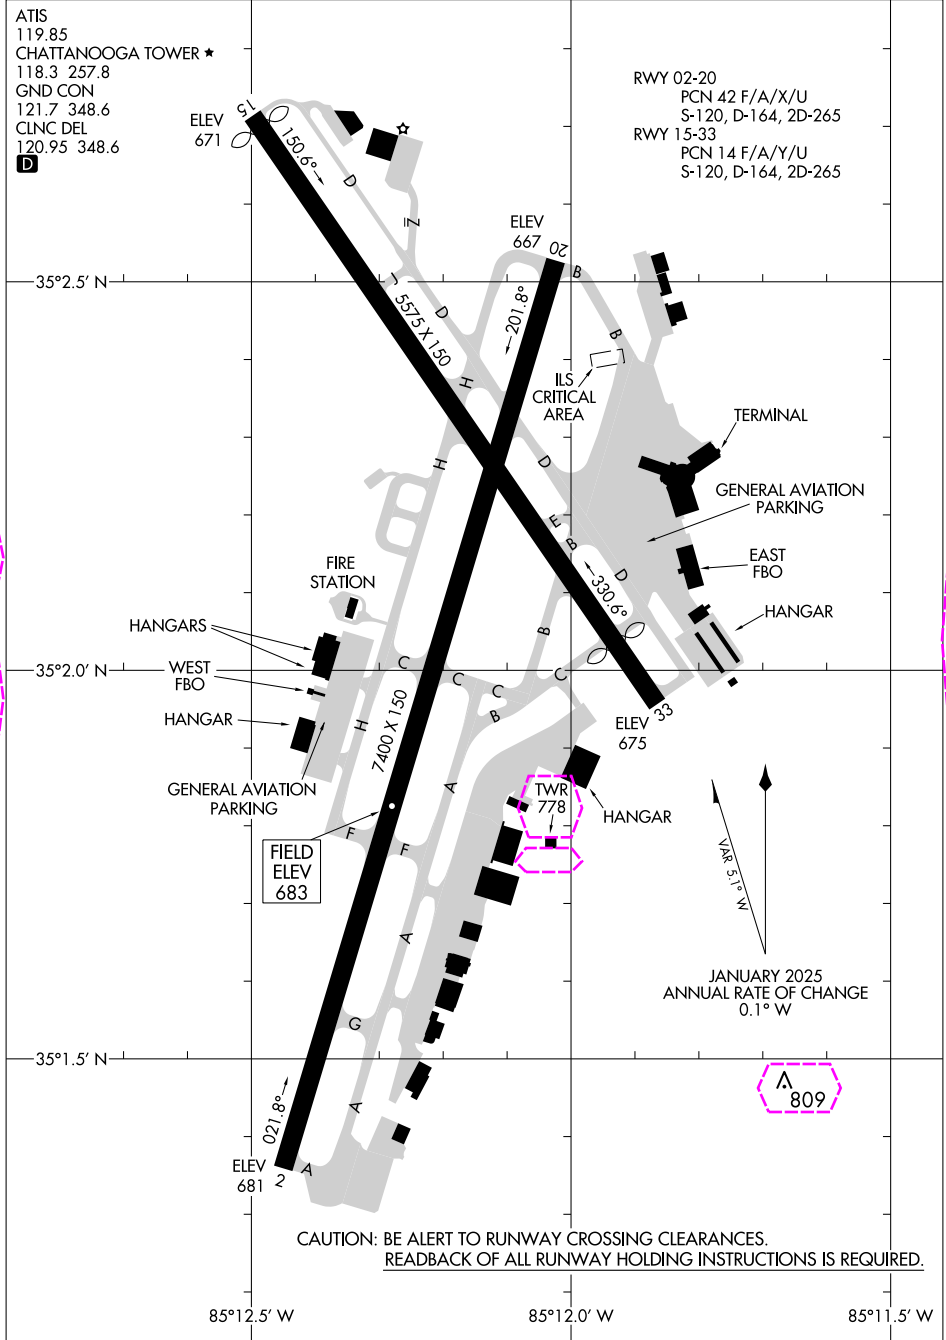 ATIS
119.85
CHATTANOOGA TOWER ★
118.3 257.8
GND CON
121.7 348.6
CLNC DEL
120.95 348.6
D
RWY 02-20
PCN 42 F/A/X/U
S-120, D-164, 2D-265
RWY 15-33
PCN 14 F/A/Y/U
S-120, D-164, 2D-265
15
ELEV
671
150.6°
D
Z
ELEV
667
20
B
35°2.5' N
I
5575 X 150
D
201.8°
B
H
ILS
CRITICAL
AREA
TERMINAL
H
D
GENERAL AVIATION
PARKING
E
B
EAST
FBO
FIRE
STATION
D
330.6°
HANGAR
HANGARS
B
35°2.0' N
WEST
FBO
C
C
C
C
B
HANGAR
H
7400 X 150
33
ELEV
675
GENERAL AVIATION
PARKING
A
TWR
778
HANGAR
F
F
FIELD
ELEV
683
VAR 5.1° W
A
JANUARY 2025
ANNUAL RATE OF CHANGE
0.1° W
G
35°1.5' N
809
021.8°
A
ELEV
681
2
A
CAUTION: BE ALERT TO RUNWAY CROSSING CLEARANCES.
READBACK OF ALL RUNWAY HOLDING INSTRUCTIONS IS REQUIRED.
85°12.5' W
85°12.0' W
85°11.5' W